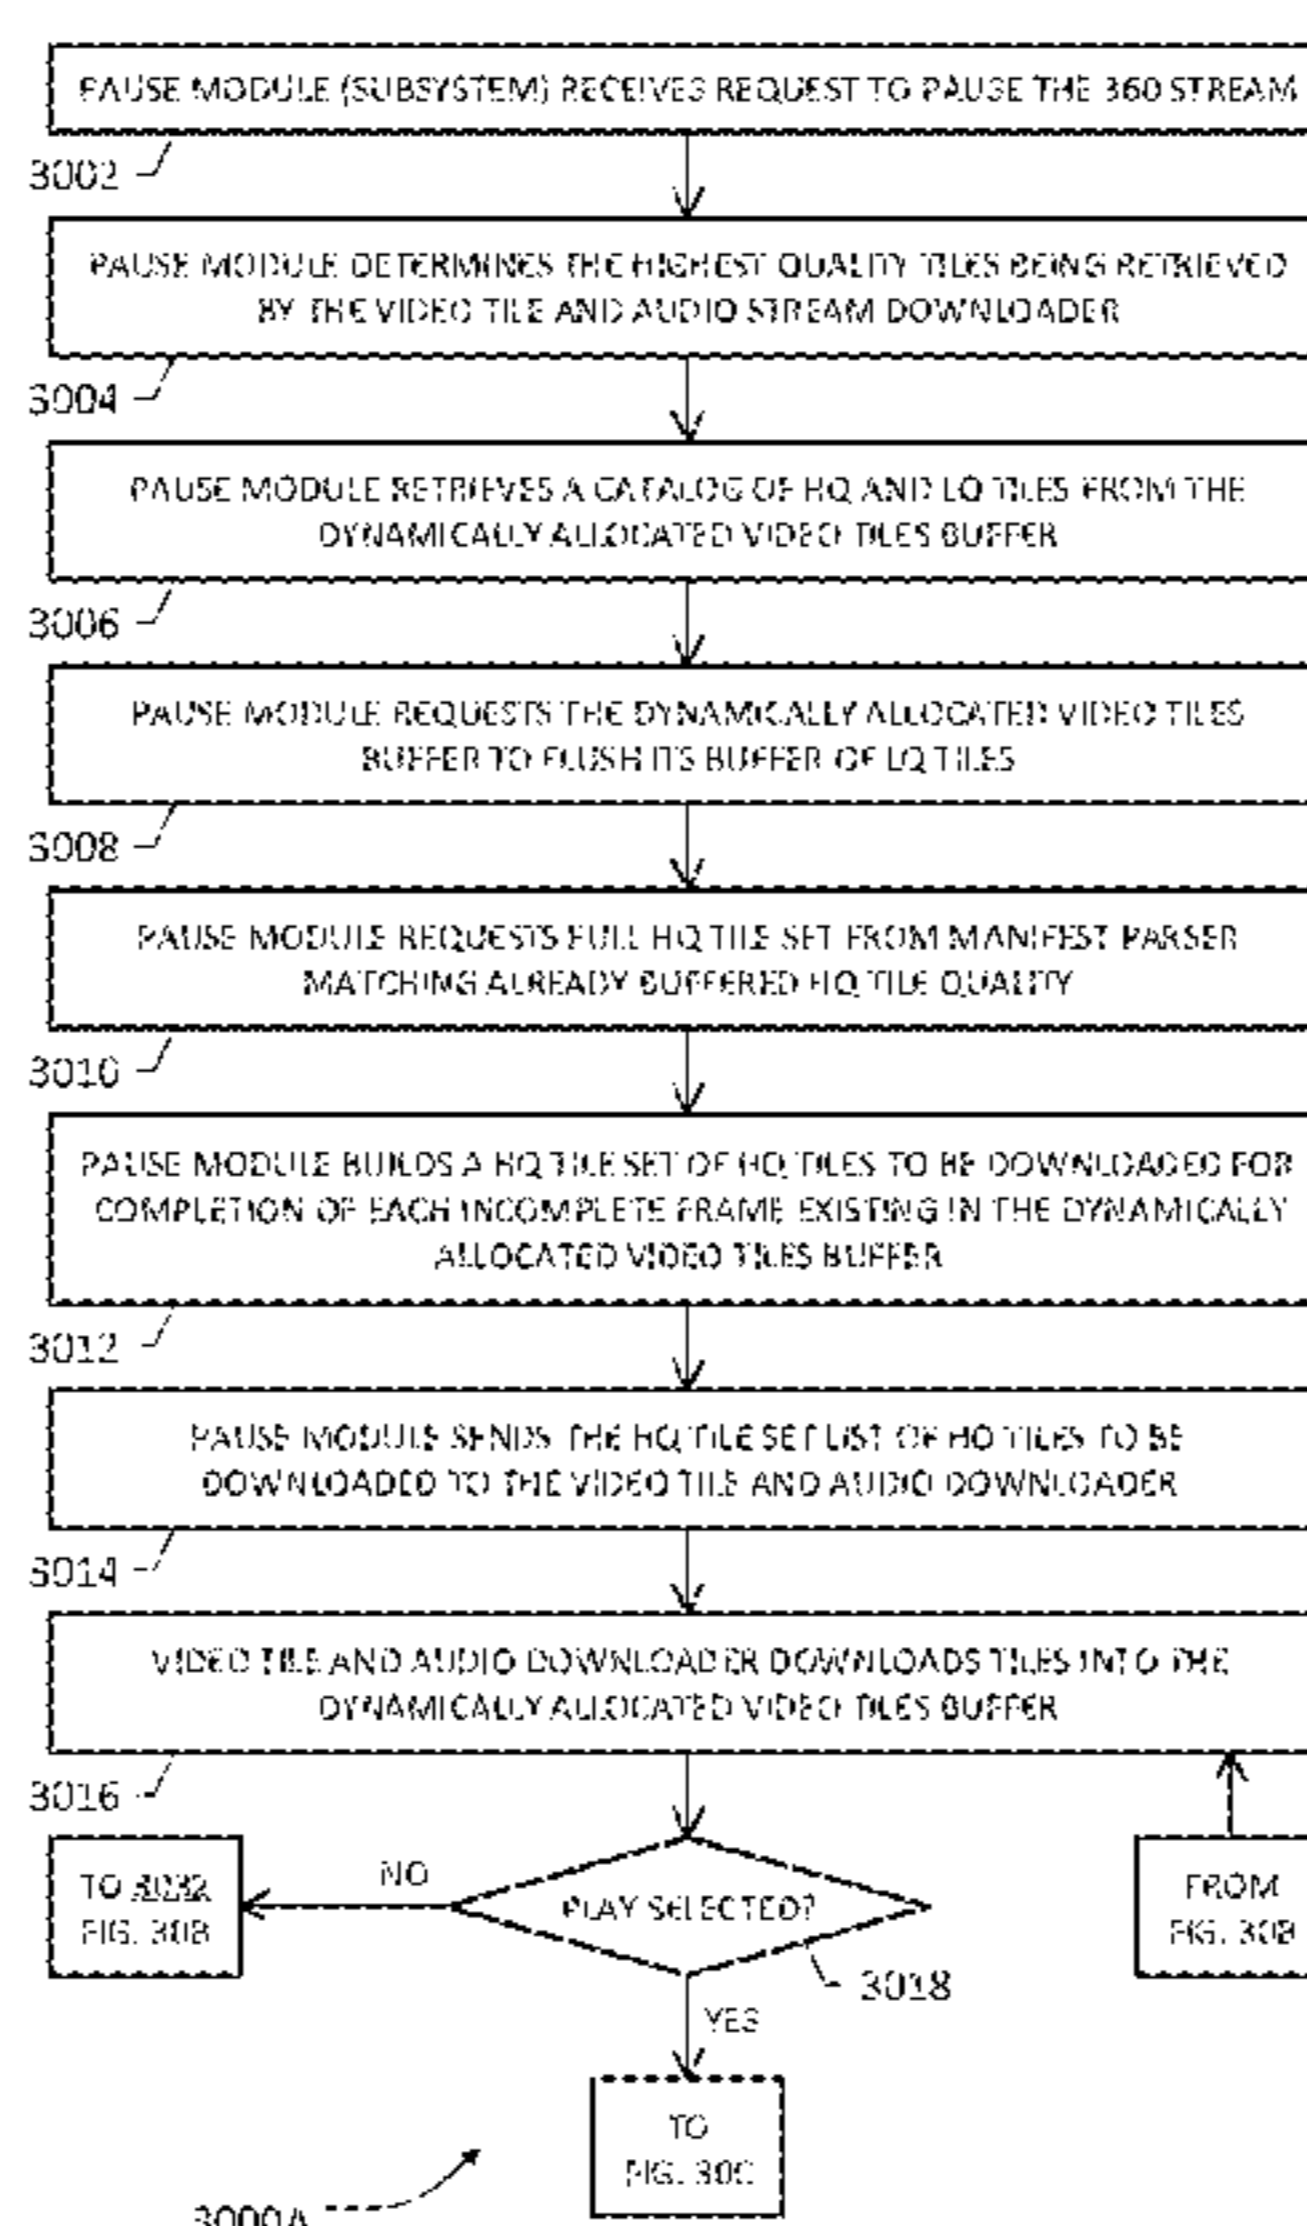 PAUSE MODULE (SUBSYSTEM) RECEIVES REQUEST TO PAUSE THE 360 STREAM
3002
PAUSE MODULE DETERMINES THE HIGHEST QUALITY TILES BEING RETRIEVED
BY THE VIDEO TILE AND AUDIO STREAM DOWNLOADER
3004
PAUSE MODULE RETRIEVES A CATALOG OF HQ AND LQ TILES FROM THE
DYNAMICALLY ALLOCATED VIDEO TILES BUFFER
3006
PAUSE MODULE REQUESTS THE DYNAMICALLY ALLOCATED VIDEO TILES
BUFFER TO FLUSH ITS BUFFER OF LQ TILES
3008
PAUSE MODULE REQUESTS FULL HQ TILE SET FROM MANIFEST PARSER
MATCHING ALREADY BUFFERED HQ TILE QUALITY
3010
PAUSE MODULE BUILDS A HQ TILE SET OF HQ TILES TO BE DOWNLOADED FOR
COMPLETION OF EACH INCOMPLETE FRAME EXISTING IN THE DYNAMICALLY
ALLOCATED VIDEO TILES BUFFER
3012
PAUSE MODULE SENDS THE HQ TILE SET LIST OF HQ TILES TO BE
DOWNLOADED TO THE VIDEO TILE AND AUDIO DOWNLOADER
3014
VIDEO TILE AND AUDIO DOWNLOADER DOWNLOADS TILES INTO THE
DYNAMICALLY ALLOCATED VIDEO TILES BUFFER
3016
NO
TO 3032
FIG. 30B
PLAY SELECTED?
FROM
FIG. 30B
3018
YES
TO
FIG. 30C
3000A